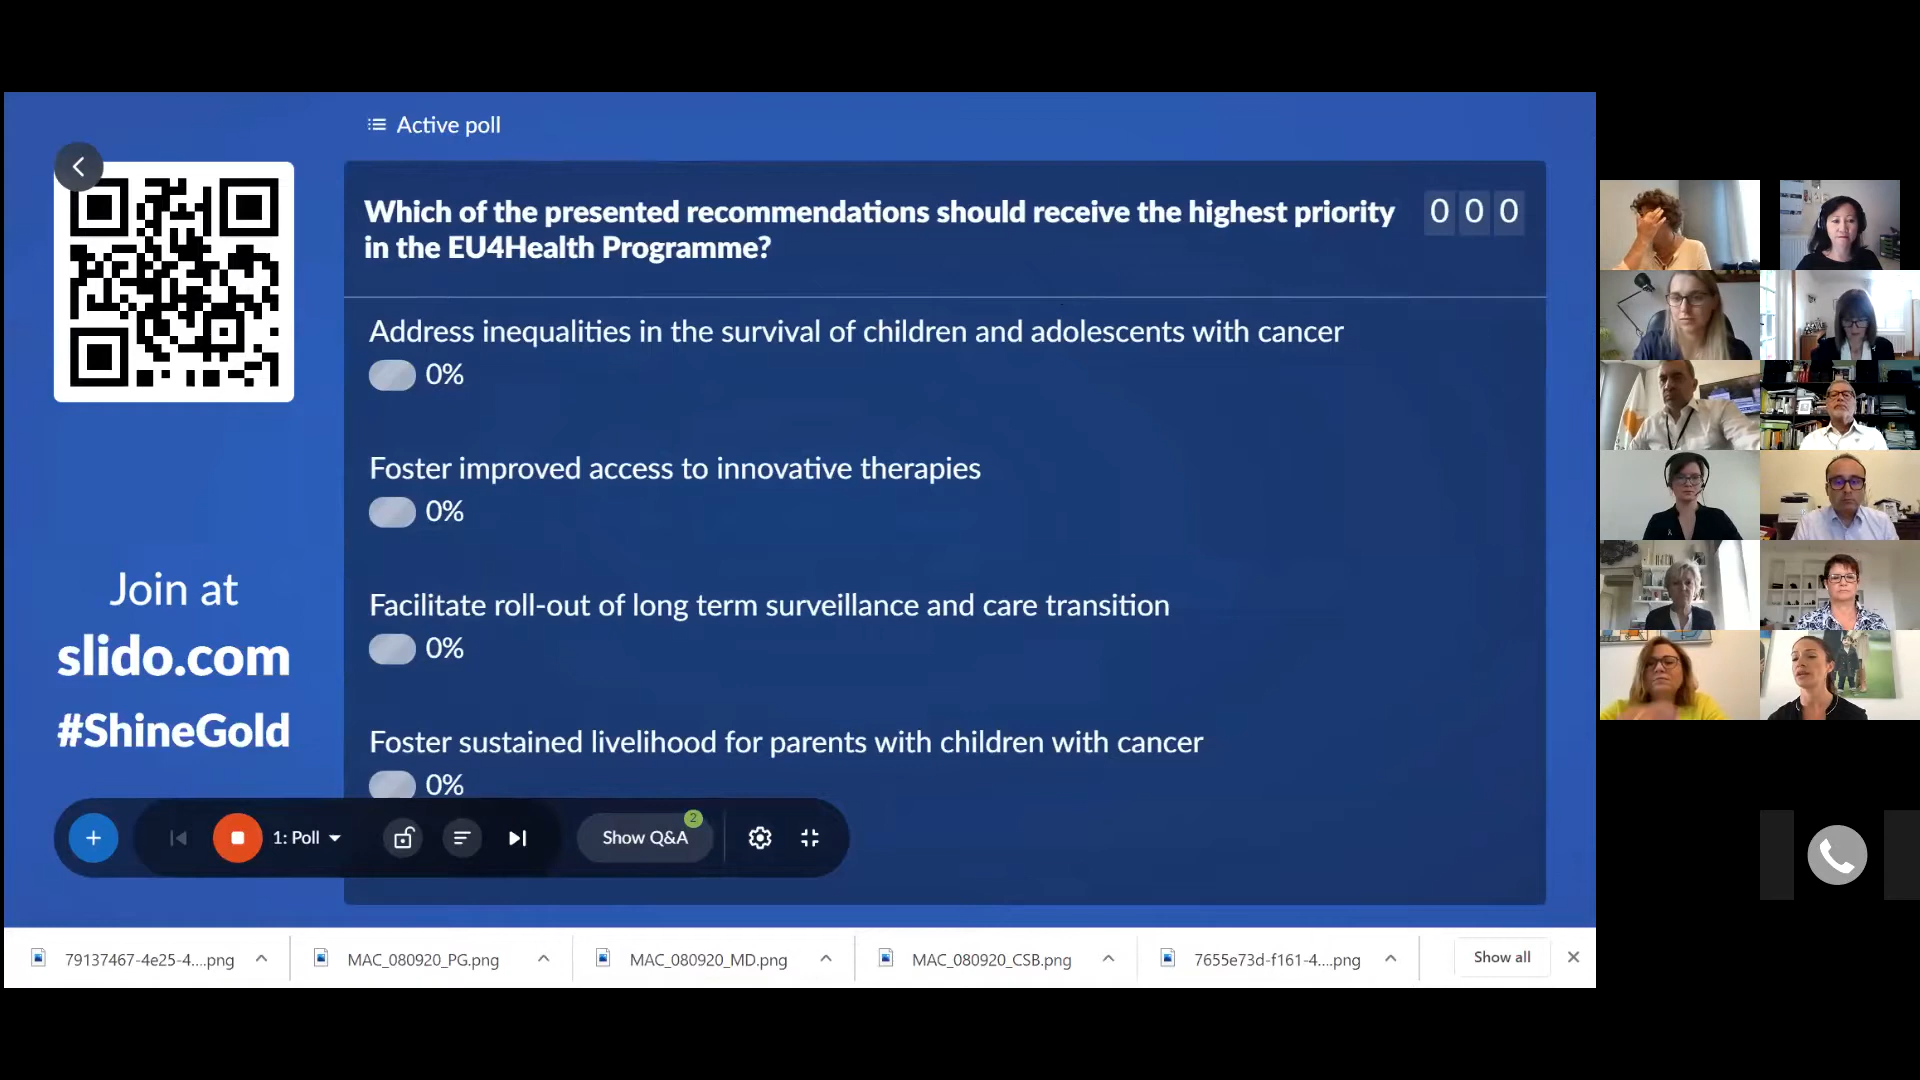 Active poll
Which of the presented recommendations should receive the highest priority
in the EU4Health Programme?
0 0 0
Address inequalities in the survival of children and adolescents with cancer
0%
Foster improved access to innovative therapies
0%
Facilitate roll-out of long term surveillance and care transition
0%
Foster sustained livelihood for parents with children with cancer
0%
Join at
slido.com
#ShineGold
1: Poll
Show Q&A
2
79137467-4e25-4....png
MAC_080920_PG.png
MAC_080920_MD.png
MAC_080920_CSB.png
7655e73d-f161-4....png
Show all